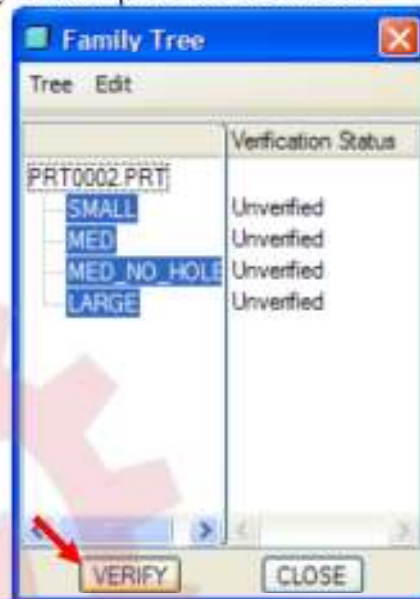 Family Tree
Tree Edit
Verification Status
PRT0002.PRT
SMALL Unverified
MED Unverified
MED_NO_HOLE Unverified
LARGE Unverified
VERIFY CLOSE